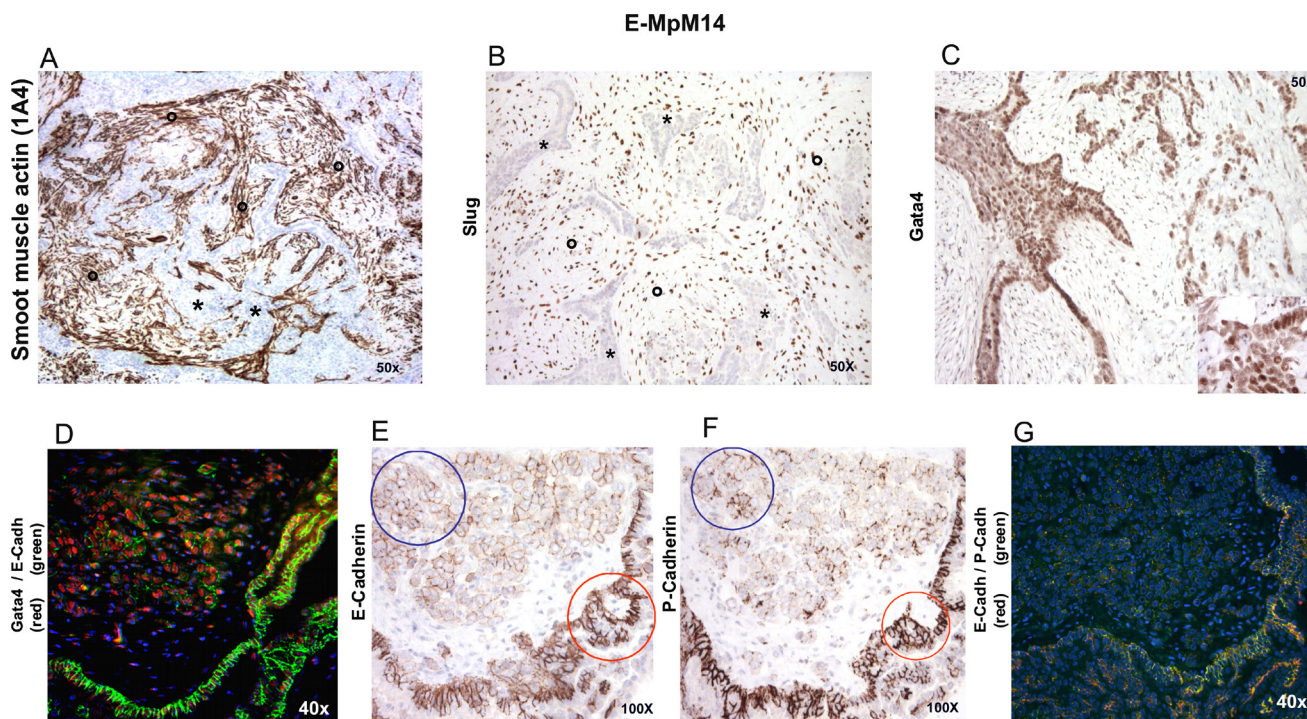 E-MpM14
A
B
C
Smoot muscle actin (1A4)
50x
Slug
50X
Gata4
50
D
E
F
G
Gata4 / E-Cadh
(red) (green)
40x
E-Cadherin
100X
P-Cadherin
100X
E-Cadh / P-Cadh
(red) (green)
40x